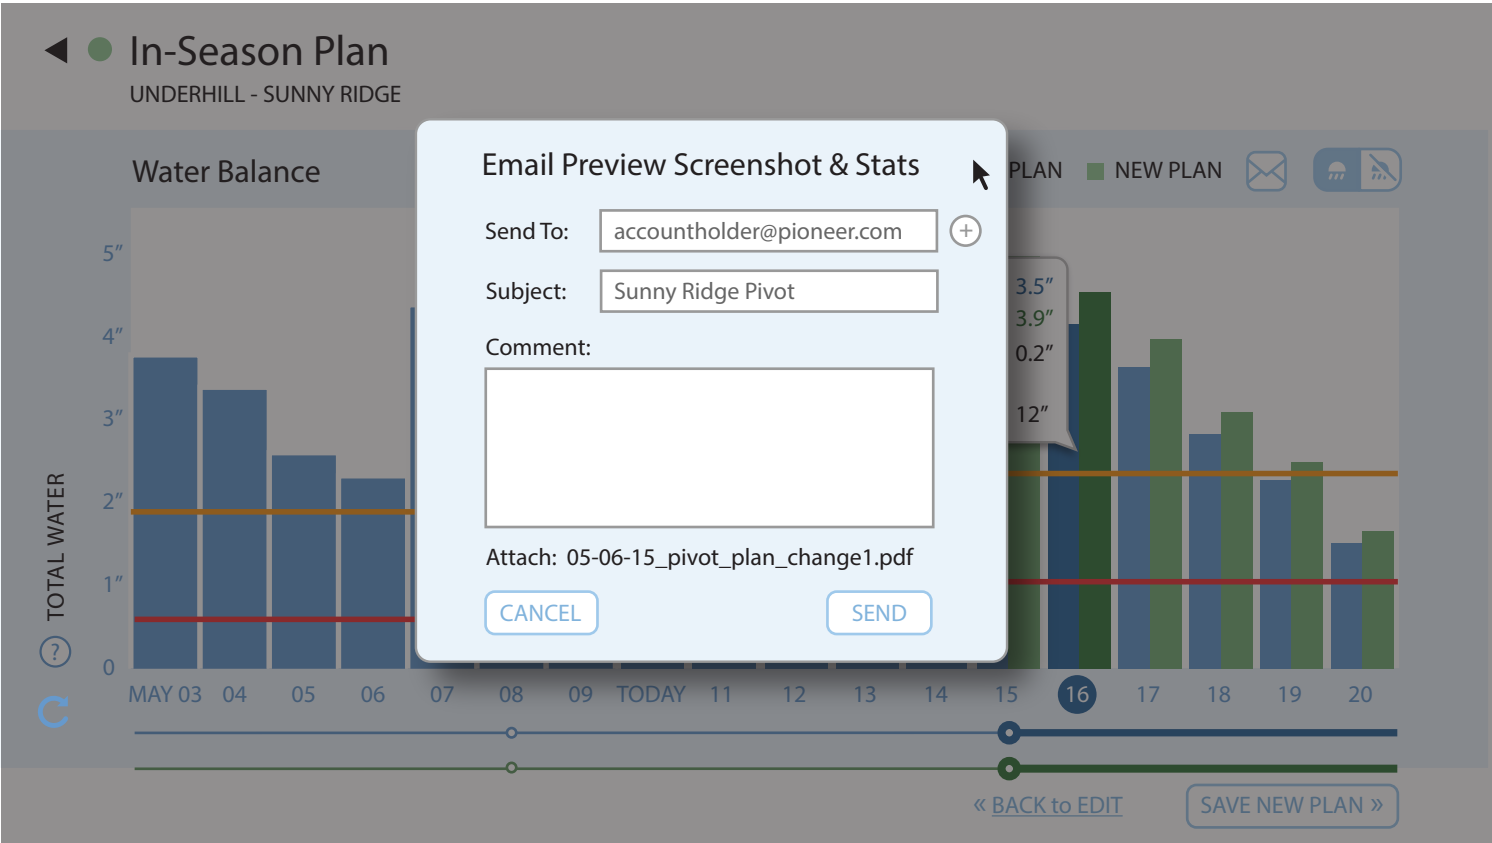 In-Season Plan
UNDERHILL - SUNNY RIDGE
Water Balance
PLAN
NEW PLAN
Email Preview Screenshot & Stats
Send To:
accountholder@pioneer.com
+
Subject:
Sunny Ridge Pivot
Comment:
Attach: 05-06-15_pivot_plan_change1.pdf
CANCEL
SEND
3.5”
3.9”
0.2”
12”
5”
4”
3”
2”
1”
0
TOTAL WATER
?
MAY 03 04 05 06 07 08 09 TODAY 11 12 13 14 15 16 17 18 19 20
« BACK to EDIT
SAVE NEW PLAN »